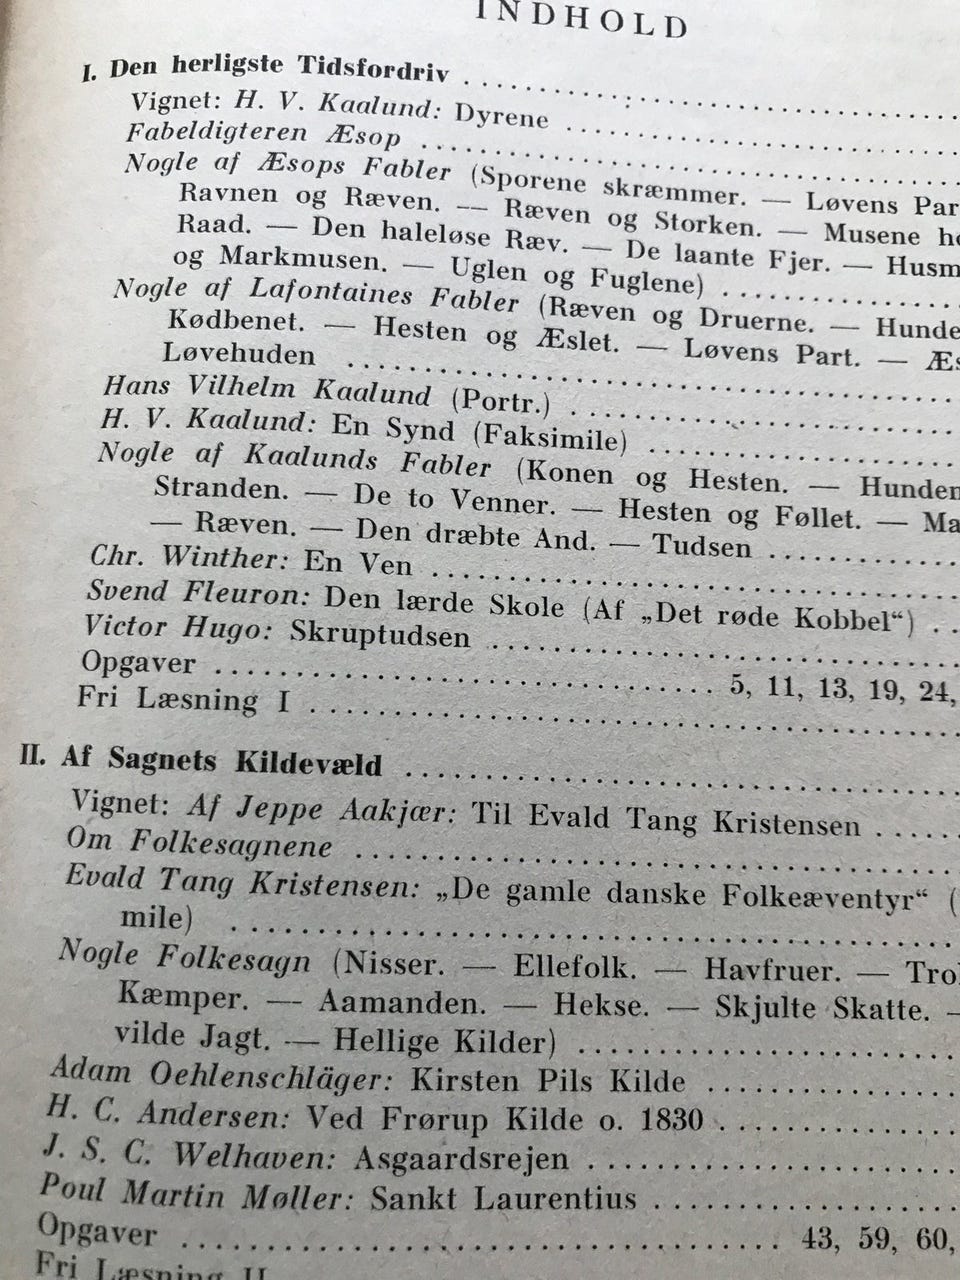 INDHOLD
I. Den herligste Tidsfordriv ..............................
Vignet: H. V. Kaalund: Dyrene ..............................
Fabeldigteren Æsop ..............................
Nogle af Æsops Fabler (Sporene skræmmer. — Løvens Par
Ravnen og Ræven. — Ræven og Storken. — Musene h
Raad. — Den haleløse Ræv. — De laante Fjer. — Husm
og Markmusen. — Uglen og Fuglene) ....................
Nogle af Lafontaines Fabler (Ræven og Druerne. — Hunde
Kødbenet. — Hesten og Æslet. — Løvens Part. — Æs
Løvehuden ..............................
Hans Vilhelm Kaalund (Portr.) ..............................
H. V. Kaalund: En Synd (Faksimile) ....................
Nogle af Kaalunds Fabler (Konen og Hesten. — Hunden
Stranden. — De to Venner. — Hesten og Føllet. — Ma
— Ræven. — Den dræbte And. — Tudsen ............
Chr. Winther: En Ven ..............................
Svend Fleuron: Den lærde Skole (Af „Det røde Kobbel“) ..
Victor Hugo: Skruptudsen ..............................
Opgaver .............................. 5, 11, 13, 19, 24,
Fri Læsning I ..............................
II. Af Sagnets Kildevæld ..............................
Vignet: Af Jeppe Aakjær: Til Evald Tang Kristensen .....
Om Folkesagnene ..............................
Evald Tang Kristensen: „De gamle danske Folkeæventyr“ (
mile) ..............................
Nogle Folkesagn (Nisser. — Ellefolk. — Havfruer. — Tro
Kæmper. — Aamanden. — Hekse. — Skjulte Skatte. —
vilde Jagt. — Hellige Kilder) ..............................
Adam Oehlenschläger: Kirsten Pils Kilde ...............
H. C. Andersen: Ved Frørup Kilde o. 1830 ..............
J. S. C. Welhaven: Asgaardsrejen ....................
Poul Martin Møller: Sankt Laurentius ..................
Opgaver .............................. 43, 59, 60,
Fri Læsning II